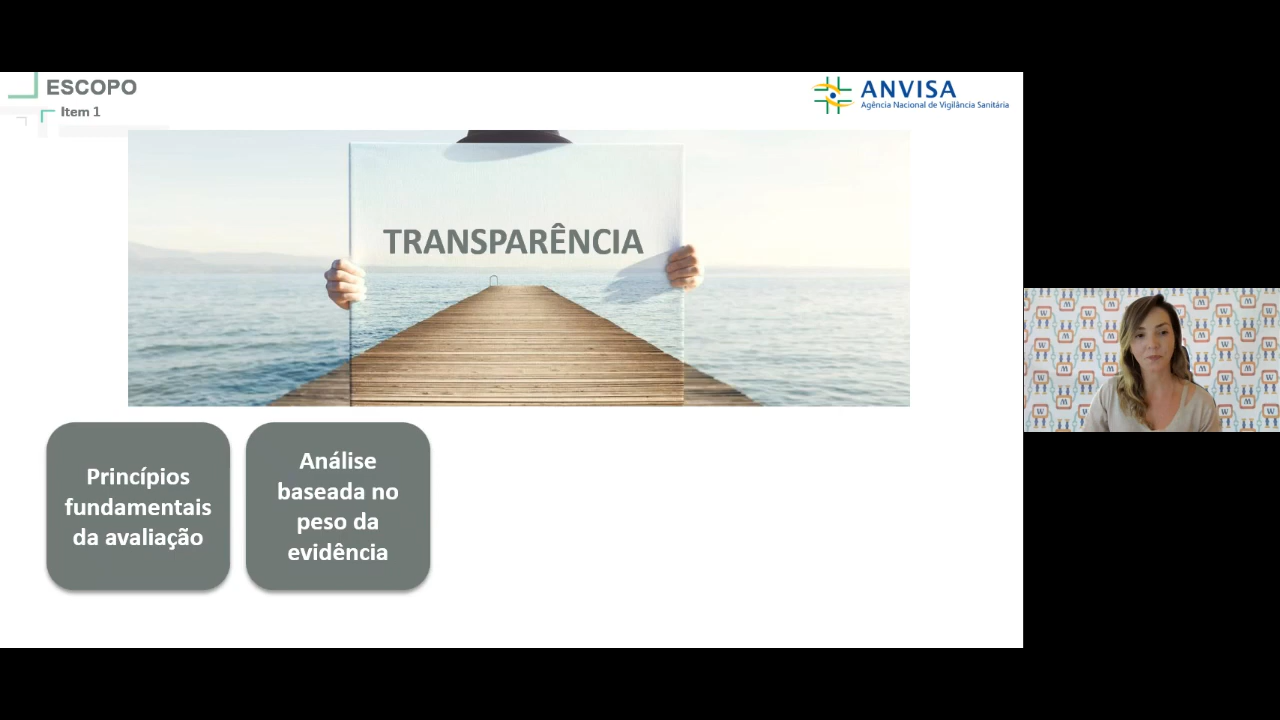 ESCOPO
Item 1
ANVISA
Agência Nacional de Vigilância Sanitária
TRANSPARÊNCIA
Princípios
fundamentais
da avaliação
Análise
baseada no
peso da
evidência